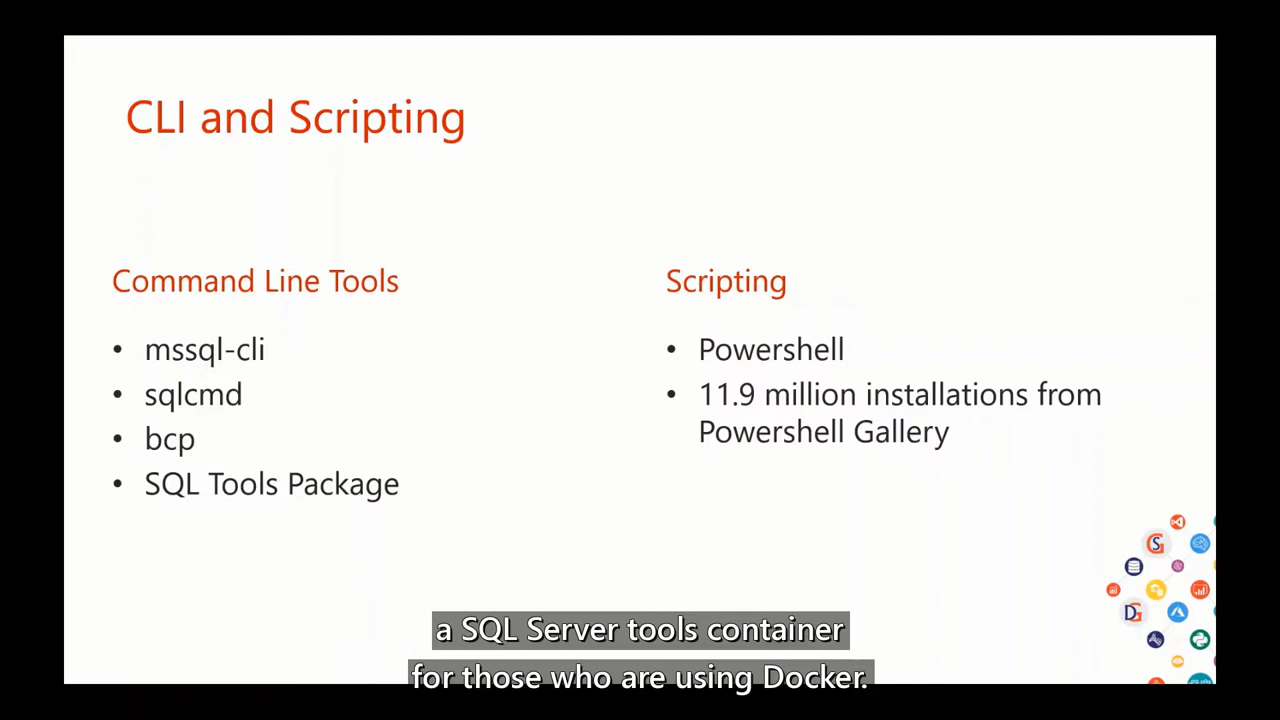 CLI and Scripting
Command Line Tools
• mssql-cli
• sqlcmd
• bcp
• SQL Tools Package
Scripting
• Powershell
• 11.9 million installations from
Powershell Gallery
a SQL Server tools container
for those who are using Docker.